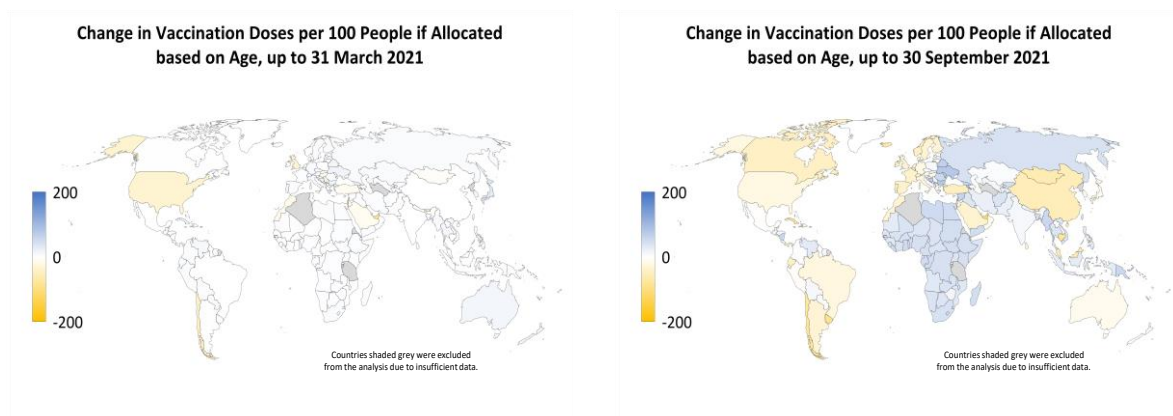 Change in Vaccination Doses per 100 People if Allocated
based on Age, up to 31 March 2021
200
0
-200
Countries shaded grey were excluded
from the analysis due to insufficient data.
Change in Vaccination Doses per 100 People if Allocated
based on Age, up to 30 September 2021
200
0
-200
Countries shaded grey were excluded
from the analysis due to insufficient data.